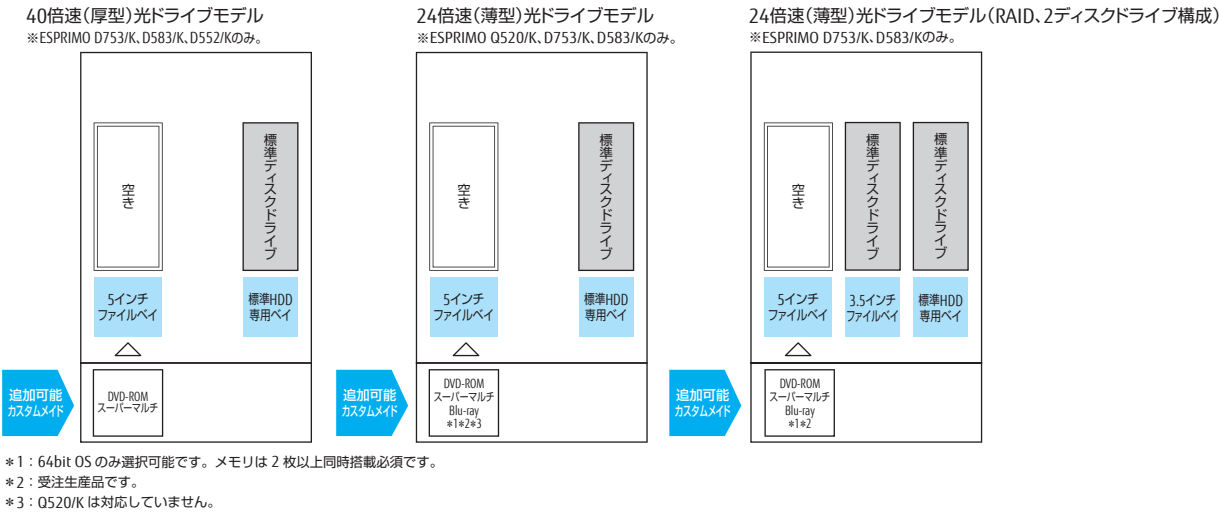 40倍速（厚型）光ドライブモデル
※ESPRIMO D753/K、D583/K、D552/Kのみ。
空き
標準ディスクドライブ
5インチ
ファイルベイ
標準HDD
専用ベイ
追加可能
カスタムメイド
DVD-ROM
スーパーマルチ
24倍速（薄型）光ドライブモデル
※ESPRIMO Q520/K、D753/K、D583/Kのみ。
空き
標準ディスクドライブ
5インチ
ファイルベイ
標準HDD
専用ベイ
追加可能
カスタムメイド
DVD-ROM
スーパーマルチ
Blu-ray
*1*2*3
24倍速（薄型）光ドライブモデル（RAID、2ディスクドライブ構成）
※ESPRIMO D753/K、D583/Kのみ。
空き
標準ディスクドライブ
標準ディスクドライブ
5インチ
ファイルベイ
3.5インチ
ファイルベイ
標準HDD
専用ベイ
追加可能
カスタムメイド
DVD-ROM
スーパーマルチ
Blu-ray
*1*2
*1：64bit OS のみ選択可能です。メモリは 2 枚以上同時搭載必須です。
*2：受注生産品です。
*3：Q520/K は対応していません。